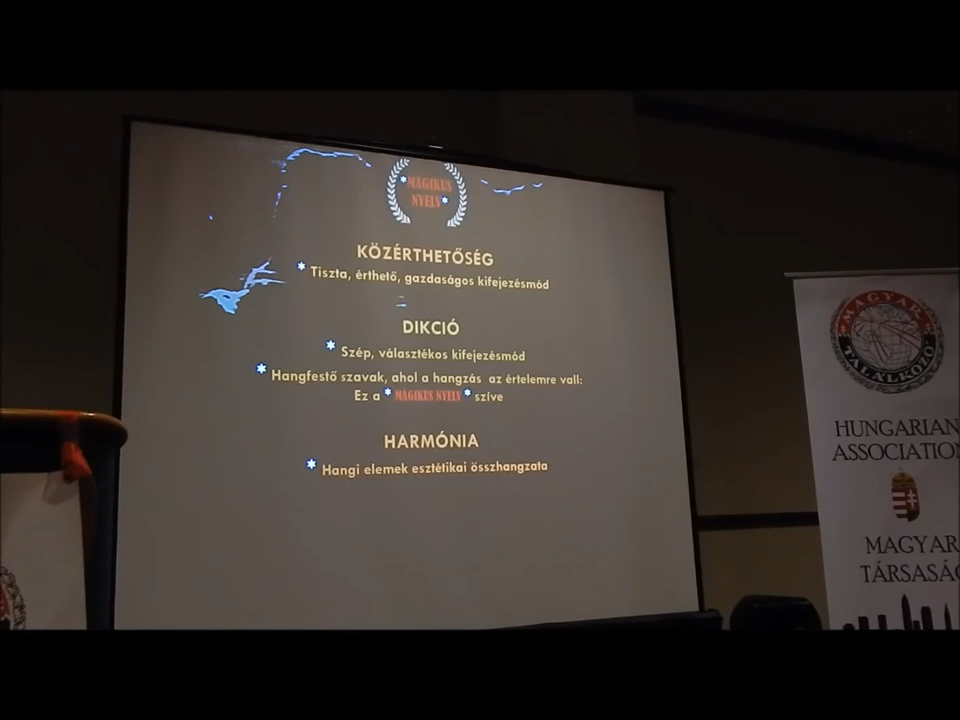 MÁGIKUS
NYELV
KÖZÉRTHETŐSÉG
Tiszta, érthető, gazdaságos kifejezésmód
DIKCIÓ
Szép, választékos kifejezésmód
Hangfestő szavak, ahol a hangzás az értelemre vall:
Ez a MÁGIKUS NYELV szíve
HARMÓNIA
Hangi elemek esztétikai összhangzata
MAGYAR
TALÁLKOZÓ
HUNGARIAN
ASSOCIATION
MAGYAR
TÁRSASÁG